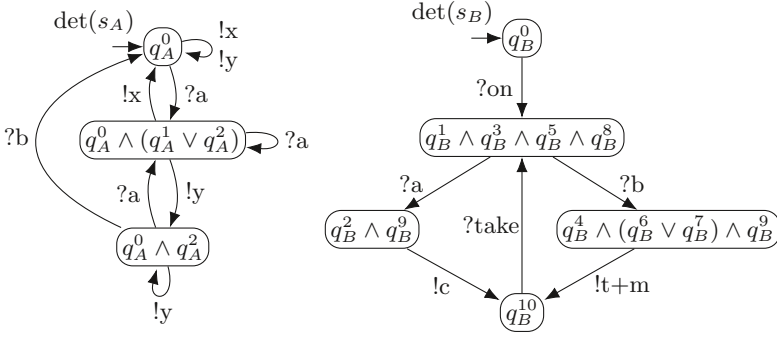 det(s_A)
q_A^0
!x
!y
!x
?a
?b
q_A^0 ∧ (q_A^1 ∨ q_A^2)
?a
?a
!y
q_A^0 ∧ q_A^2
!y
det(s_B)
q_B^0
?on
q_B^1 ∧ q_B^3 ∧ q_B^5 ∧ q_B^8
?a
?b
?take
q_B^2 ∧ q_B^9
q_B^4 ∧ (q_B^6 ∨ q_B^7) ∧ q_B^9
!c
!t+m
q_B^10